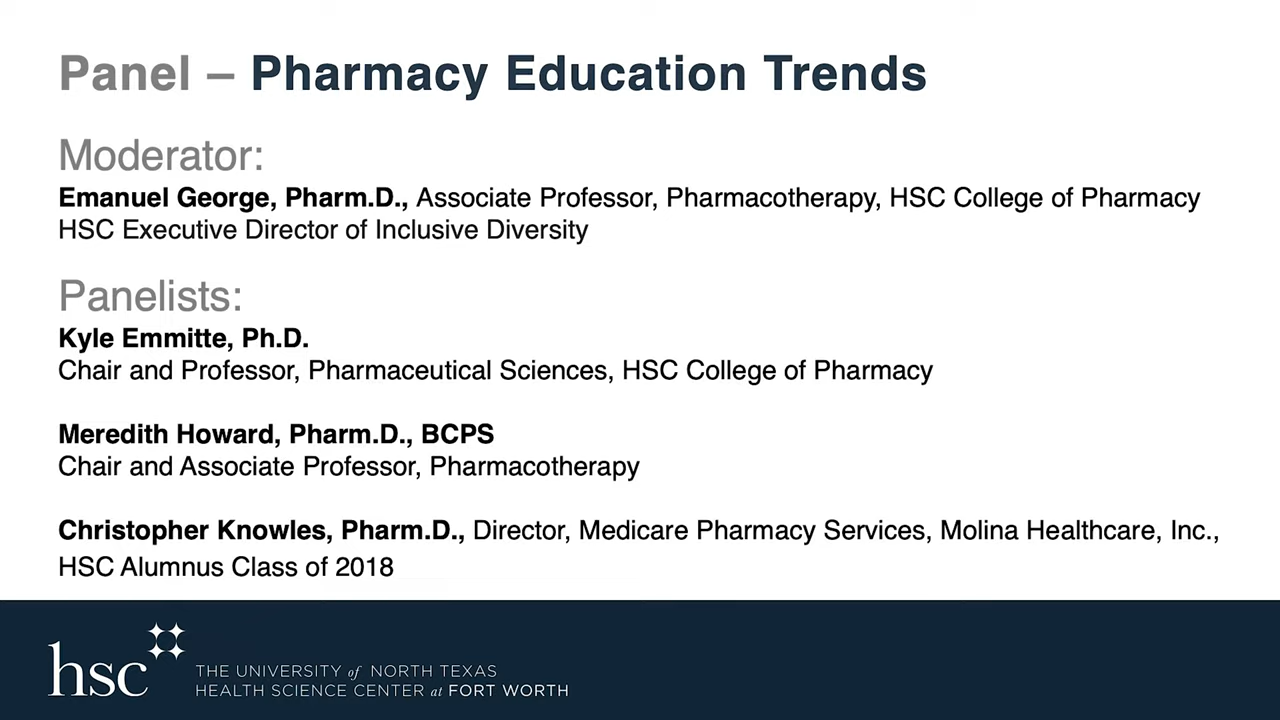 Panel – Pharmacy Education Trends
Moderator:
Emanuel George, Pharm.D., Associate Professor, Pharmacotherapy, HSC College of Pharmacy
HSC Executive Director of Inclusive Diversity
Panelists:
Kyle Emmitte, Ph.D.
Chair and Professor, Pharmaceutical Sciences, HSC College of Pharmacy
Meredith Howard, Pharm.D., BCPS
Chair and Associate Professor, Pharmacotherapy
Christopher Knowles, Pharm.D., Director, Medicare Pharmacy Services, Molina Healthcare, Inc.,
HSC Alumnus Class of 2018
hsc
THE UNIVERSITY of NORTH TEXAS
HEALTH SCIENCE CENTER at FORT WORTH